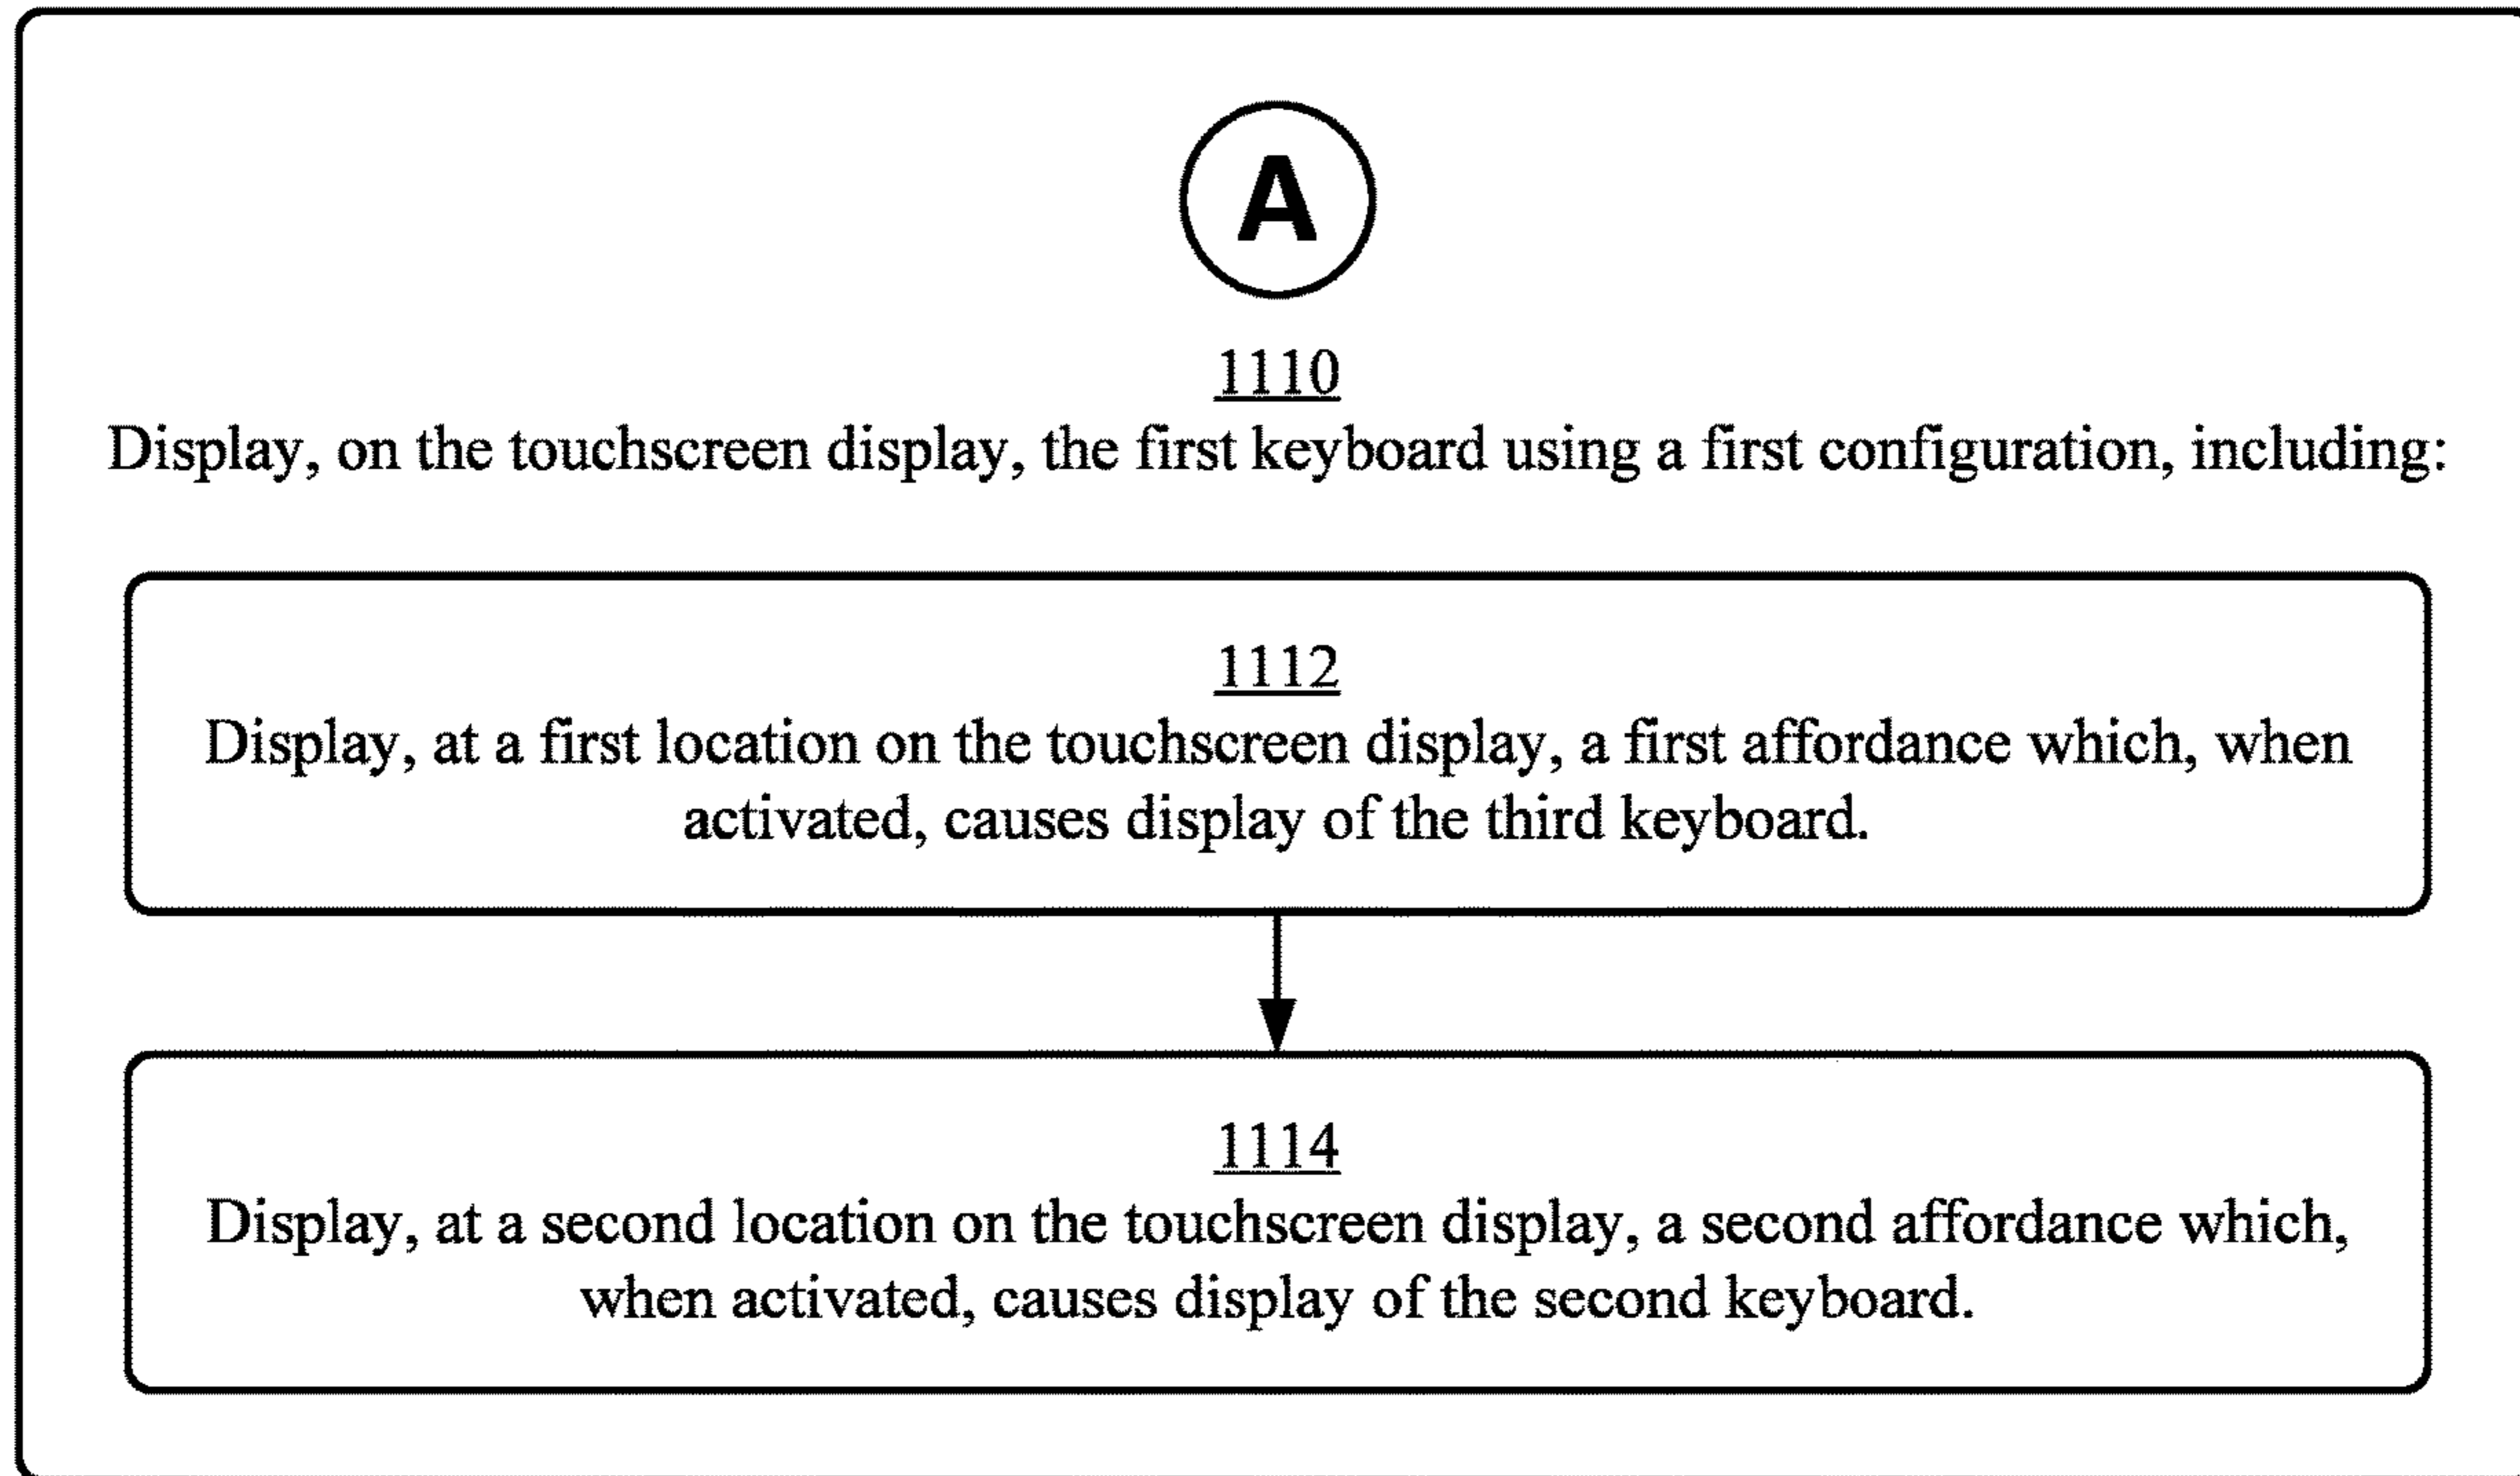 A
1110
Display, on the touchscreen display, the first keyboard using a first configuration, including:
1112
Display, at a first location on the touchscreen display, a first affordance which, when
activated, causes display of the third keyboard.
1114
Display, at a second location on the touchscreen display, a second affordance which,
when activated, causes display of the second keyboard.